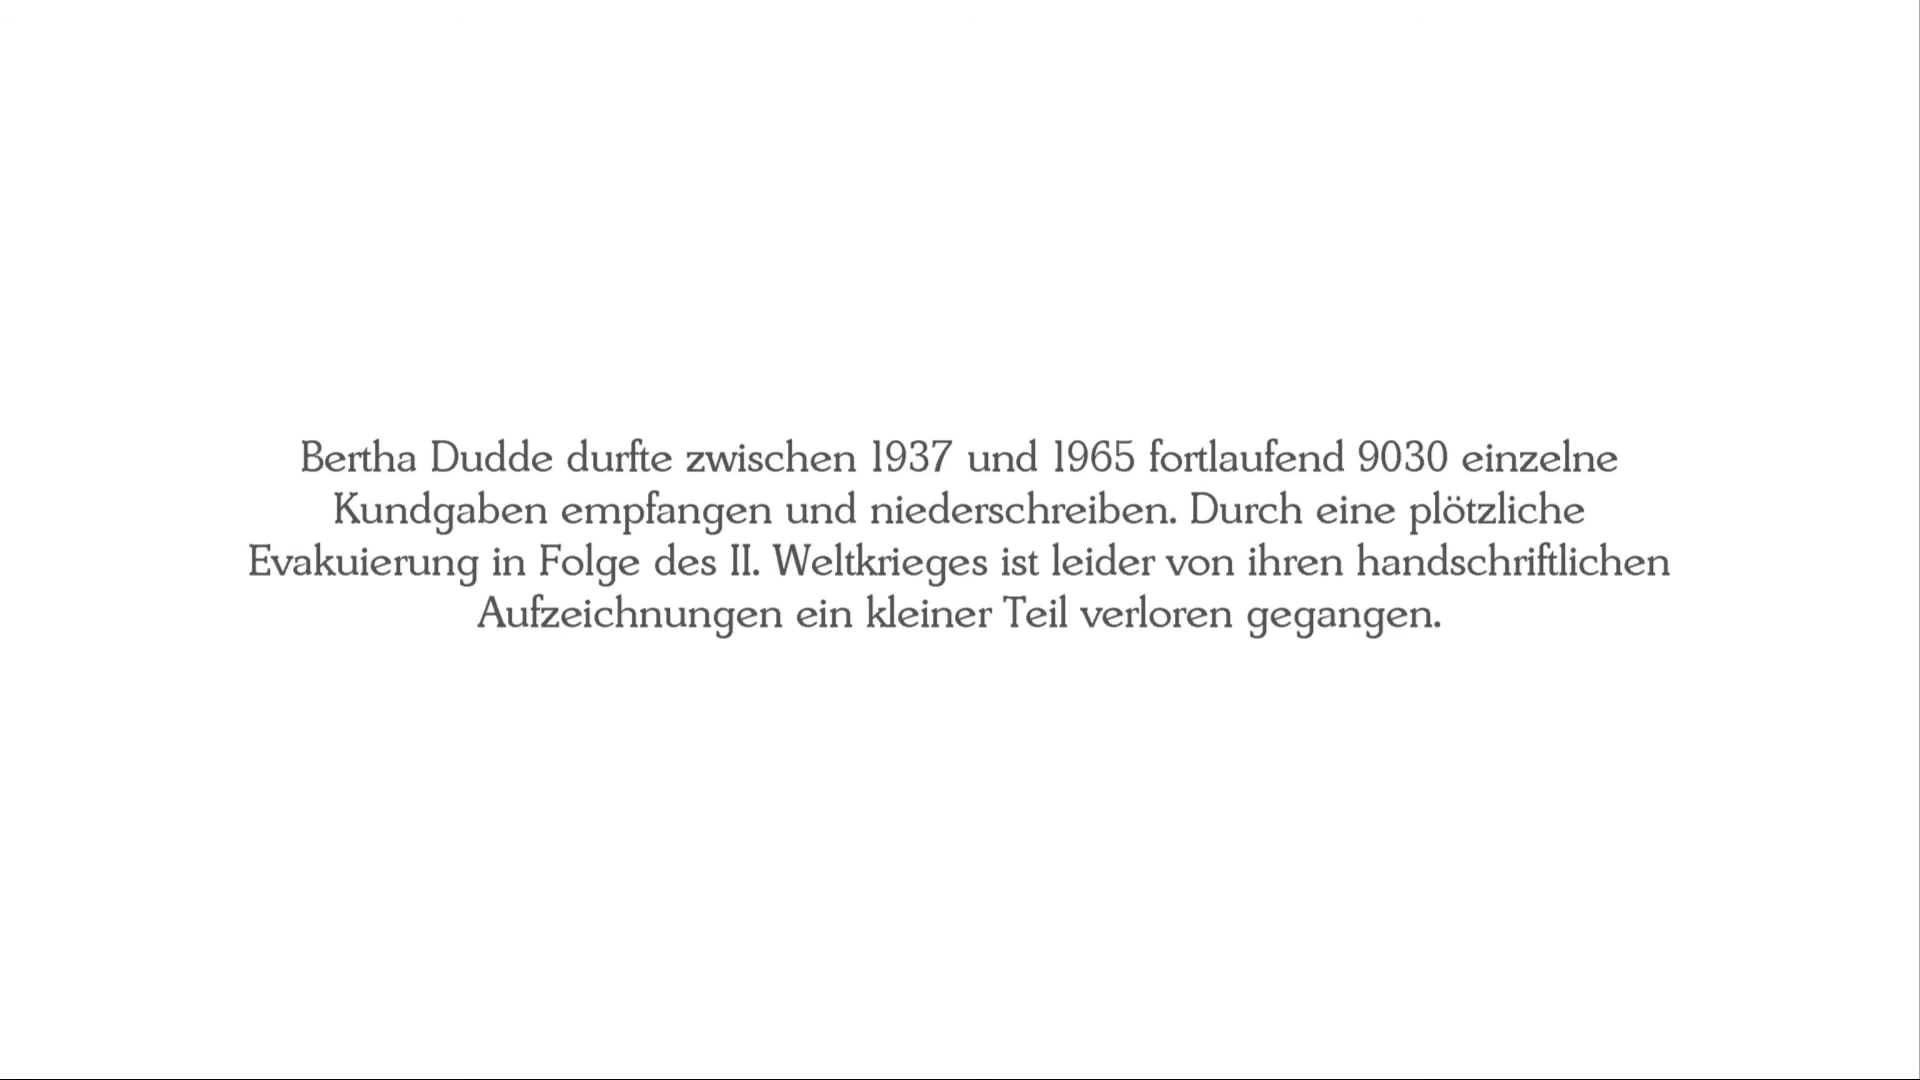 Bertha Dudde durfte zwischen 1937 und 1965 fortlaufend 9030 einzelne
Kundgaben empfangen und niederschreiben. Durch eine plötzliche
Evakuierung in Folge des II. Weltkrieges ist leider von ihren handschriftlichen
Aufzeichnungen ein kleiner Teil verloren gegangen.